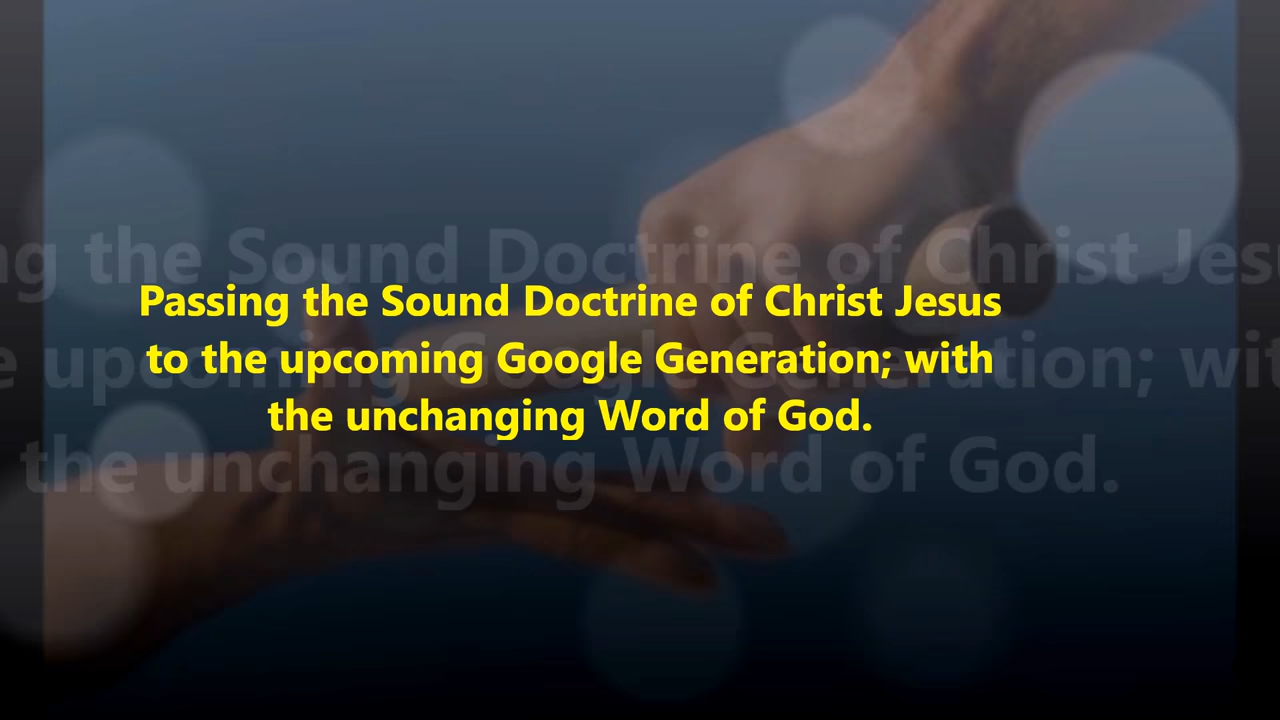 Passing the Sound Doctrine of Christ Jesus
to the upcoming Google Generation; with
the unchanging Word of God.